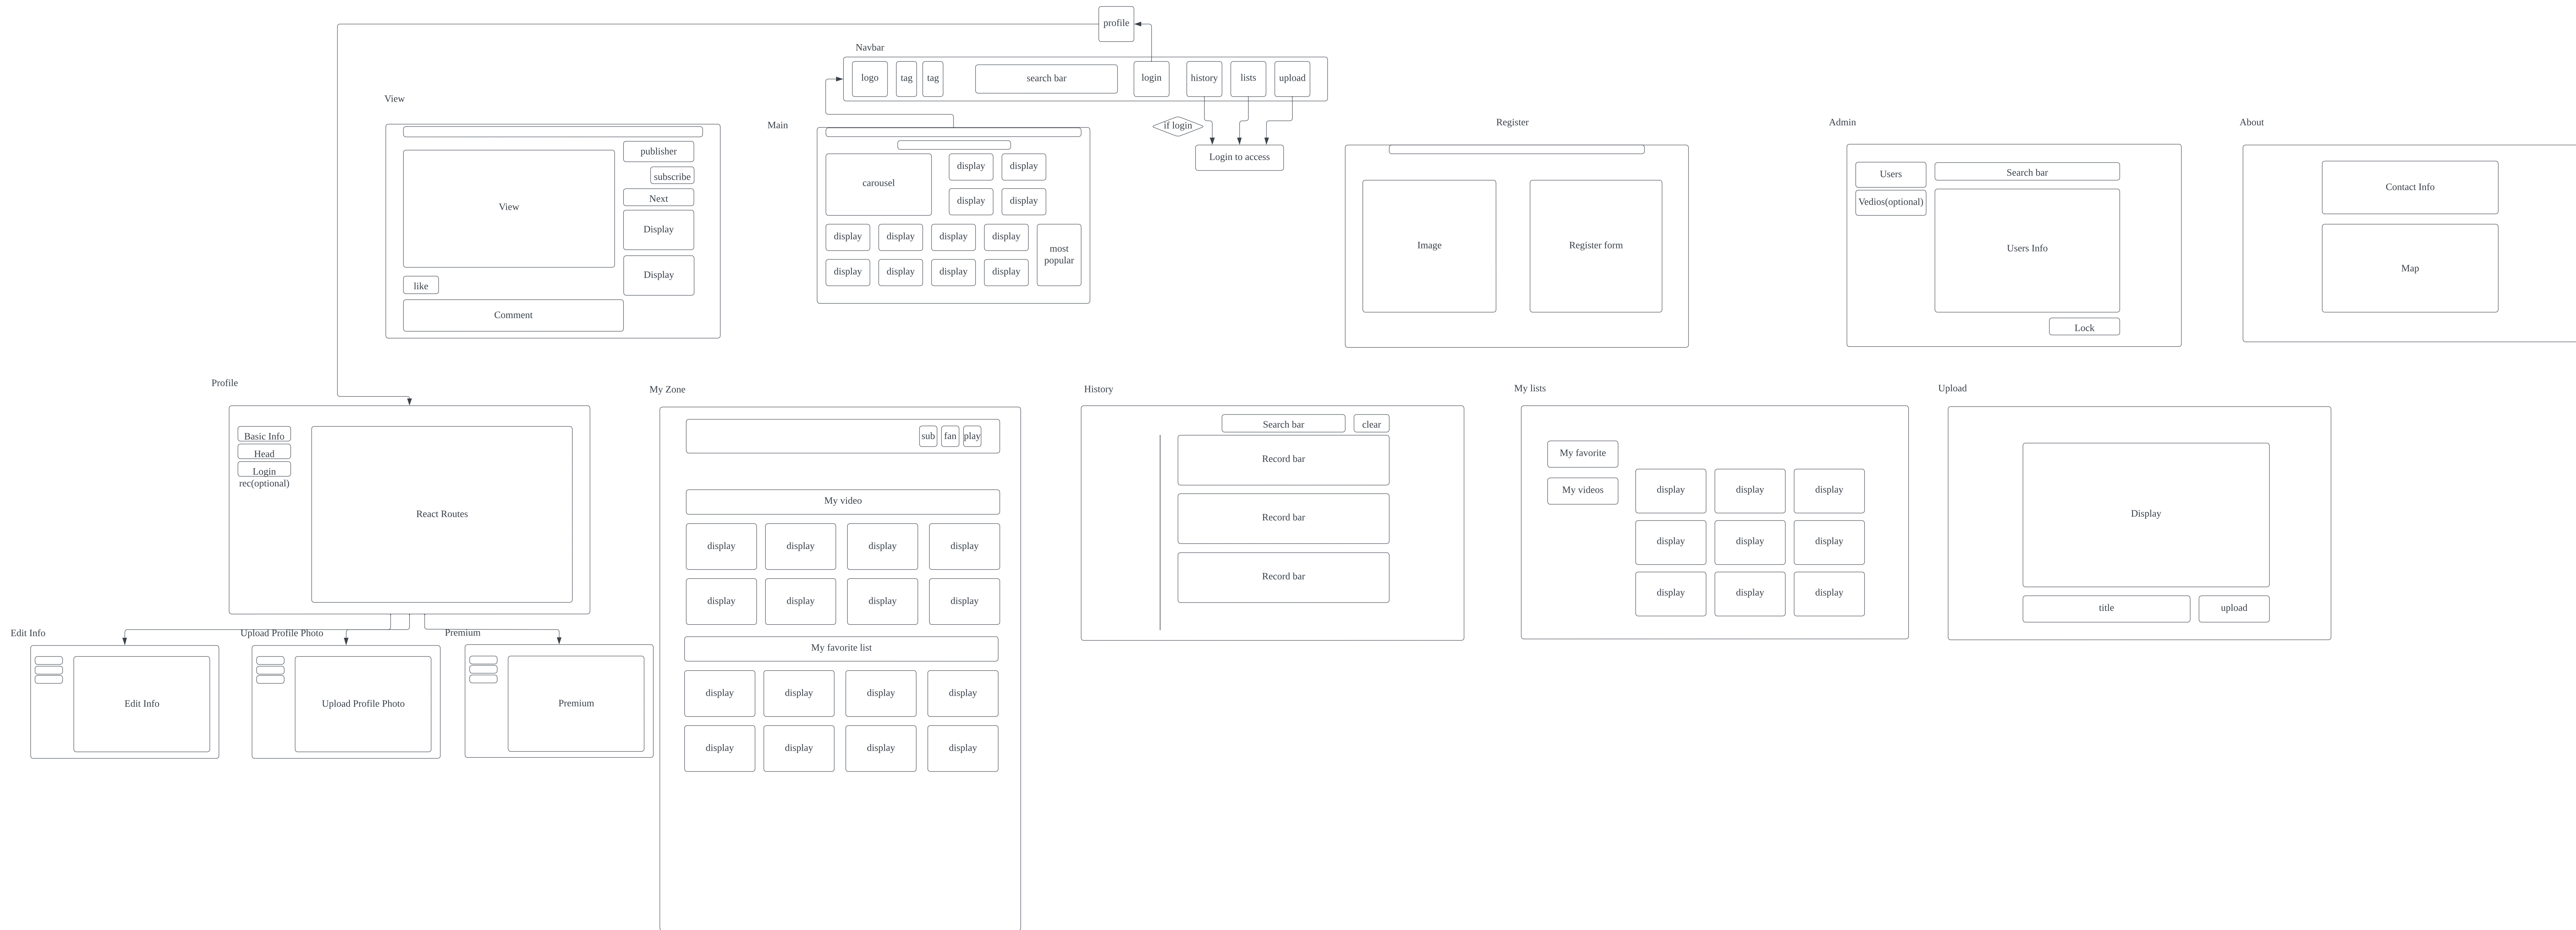 profile
Navbar
logo
tag
tag
search bar
login
history
lists
upload
if login
Login to access
View
publisher
subscribe
Next
View
Display
Display
like
Comment
Main
carousel
display
display
display
display
display
display
display
display
most
popular
display
display
display
display
Register
Image
Register form
Admin
Users
Vedios(optional)
Search bar
Users Info
Lock
About
Contact Info
Map
Profile
Basic Info
Head
Login
rec(optional)
React Routes
Edit Info
Edit Info
Upload Profile Photo
Upload Profile Photo
Premium
Premium
My Zone
sub
fan
play
My video
display
display
display
display
display
display
display
display
My favorite list
display
display
display
display
display
display
display
display
History
Search bar
clear
Record bar
Record bar
Record bar
My lists
My favorite
My videos
display
display
display
display
display
display
display
display
display
Upload
Display
title
upload